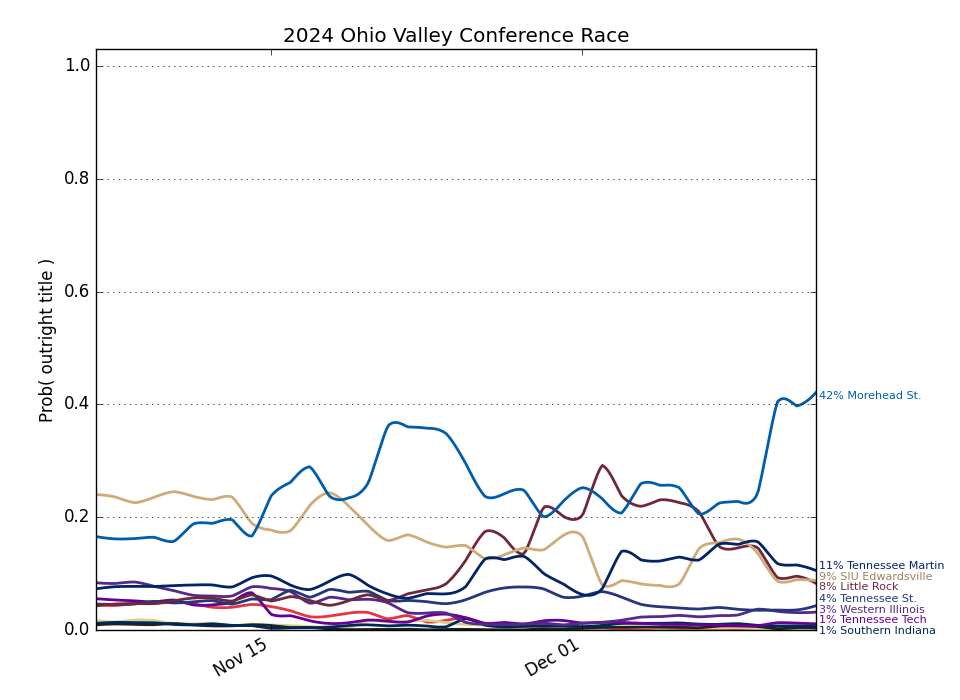 2024 Ohio Valley Conference Race
Prob( outright title )
1.0
0.8
0.6
0.4
0.2
0.0
Nov 15
Dec 01
42% Morehead St.
11% Tennessee Martin
9% SIU Edwardsville
8% Little Rock
4% Tennessee St.
3% Western Illinois
1% Tennessee Tech
1% Southern Indiana